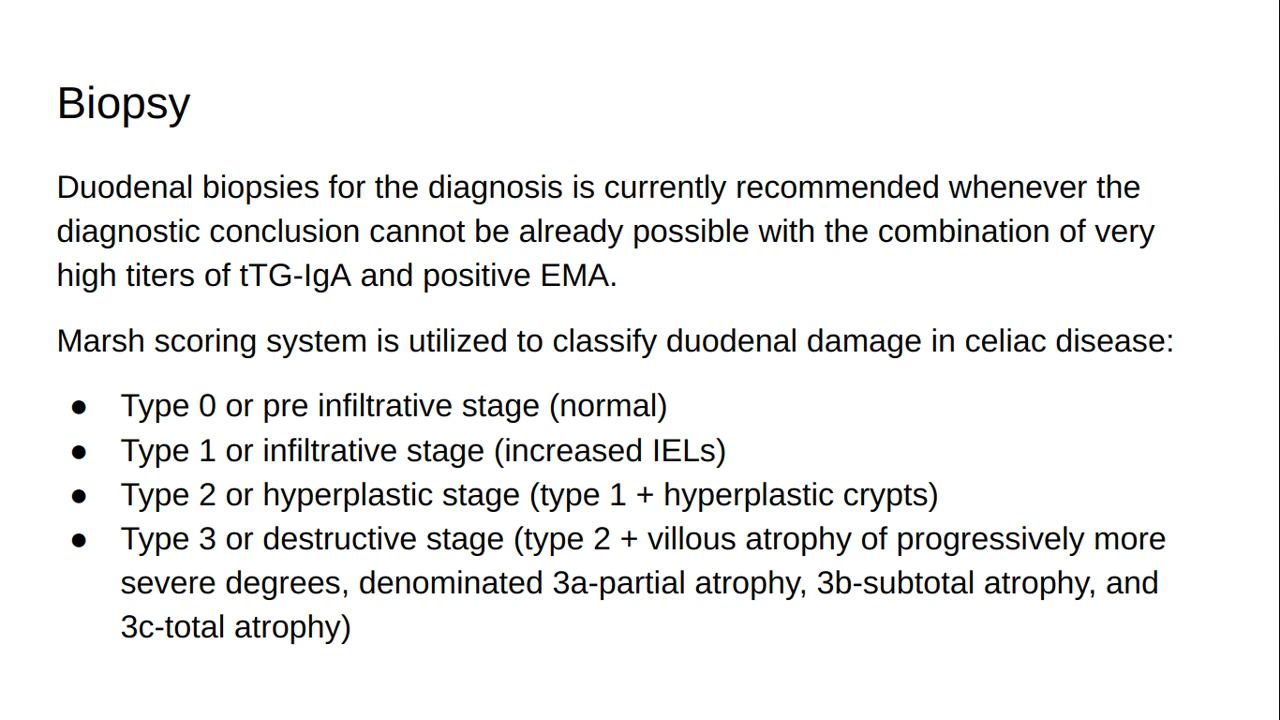 Biopsy
Duodenal biopsies for the diagnosis is currently recommended whenever the
diagnostic conclusion cannot be already possible with the combination of very
high titers of tTG-IgA and positive EMA.
Marsh scoring system is utilized to classify duodenal damage in celiac disease:
● Type 0 or pre infiltrative stage (normal)
● Type 1 or infiltrative stage (increased IELs)
● Type 2 or hyperplastic stage (type 1 + hyperplastic crypts)
● Type 3 or destructive stage (type 2 + villous atrophy of progressively more
severe degrees, denominated 3a-partial atrophy, 3b-subtotal atrophy, and
3c-total atrophy)